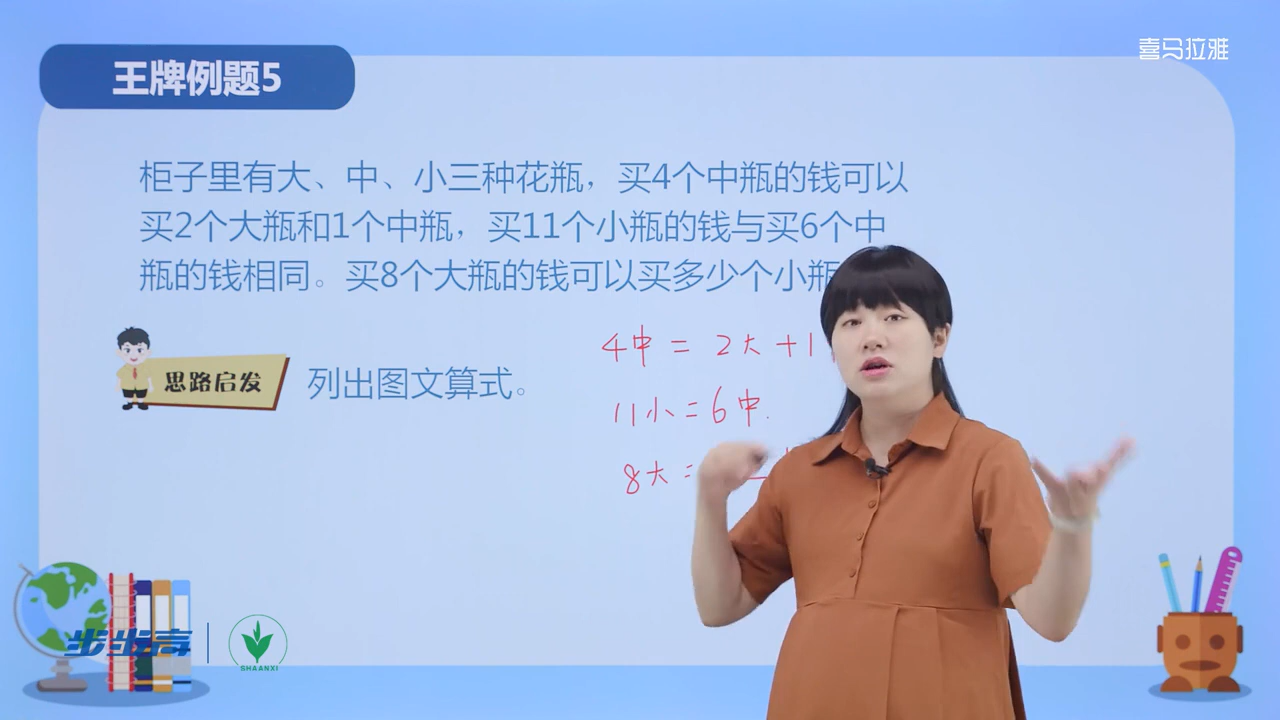 喜马拉雅
王牌例题5
柜子里有大、中、小三种花瓶，买4个中瓶的钱可以
买2个大瓶和1个中瓶，买11个小瓶的钱与买6个中
瓶的钱相同。买8个大瓶的钱可以买多少个小瓶
4中 = 2大 +1
思路启发
列出图文算式。
11小=6中.
8大=
步步高
SHAANXI